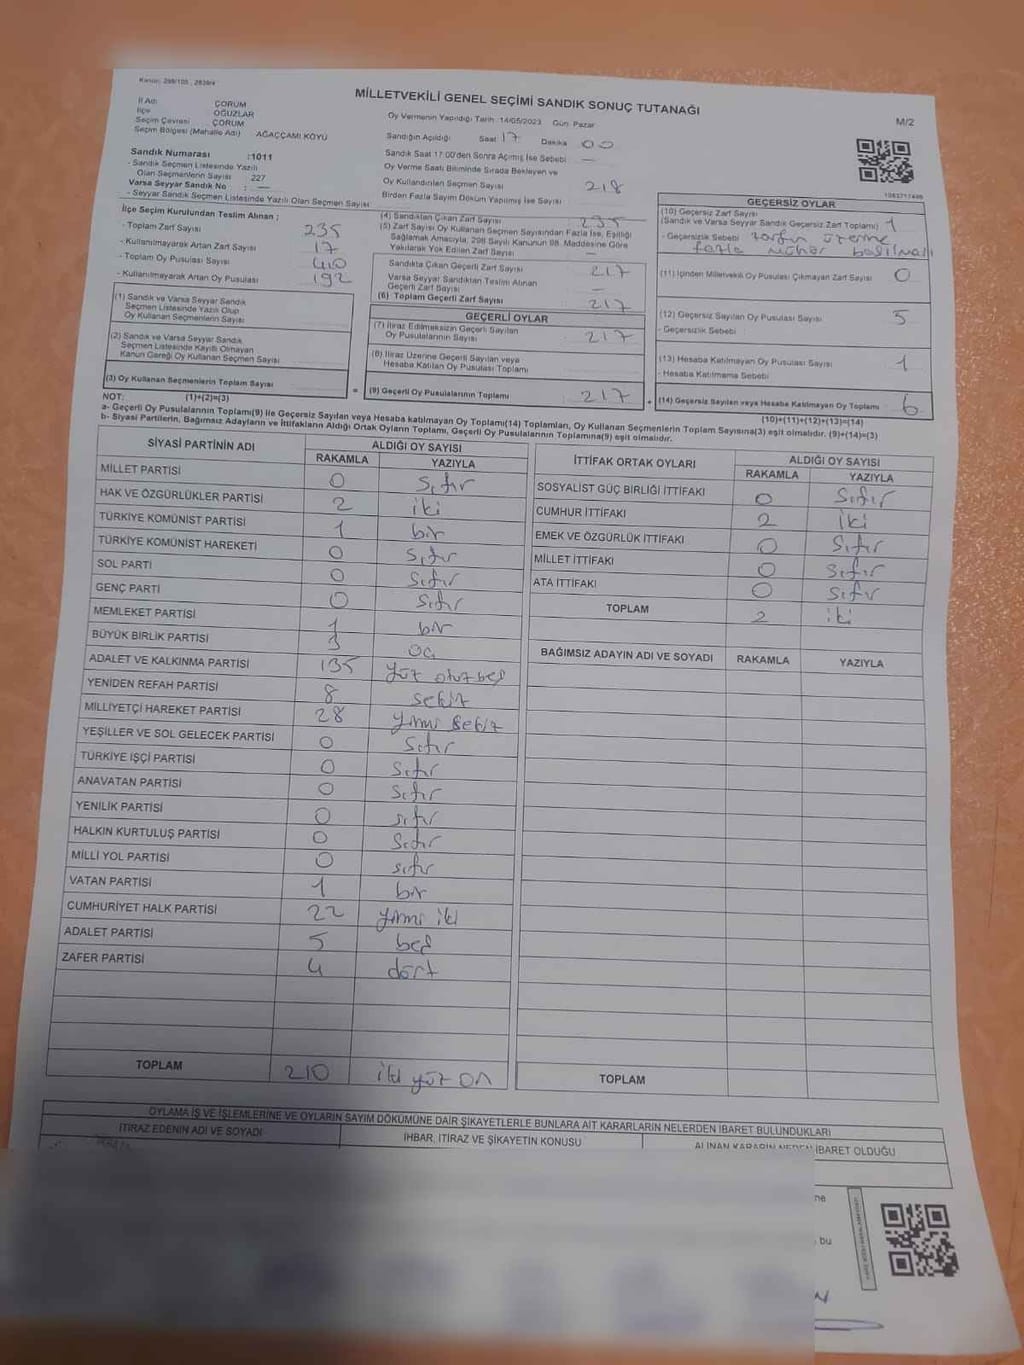 Kanun: 298/105 , 2839/4
MİLLETVEKİLİ GENEL SEÇİMİ SANDIK SONUÇ TUTANAĞI
M/2
İl Adı ÇORUM
İlçe OĞUZLAR
Seçim Çevresi ÇORUM
Seçim Bölgesi (Mahalle Adı) AĞAÇÇAMI KÖYÜ
Sandık Numarası :1011
- Sandık Seçmen Listesinde Yazılı
Olan Seçmenlerin Sayısı 227
Varsa Seyyar Sandık No : —
- Seyyar Sandık Seçmen Listesinde Yazılı Olan Seçmen Sayısı
Oy Vermenin Yapıldığı Tarih :14/05/2023 Gün: Pazar
Sandığın Açıldığı Saat 17 Dakika 00
Sandık Saat 17:00'den Sonra Açılmış İse Sebebi —
Oy Verme Saati Bitiminde Sırada Bekleyen ve
Oy Kullandırılan Seçmen Sayısı 218
Birden Fazla Sayım Döküm Yapılmış İse Sayısı
İlçe Seçim Kurulundan Teslim Alınan ;
- Toplam Zarf Sayısı 235
- Kullanılmayarak Artan Zarf Sayısı 17
- Toplam Oy Pusulası Sayısı 410
- Kullanılmayarak Artan Oy Pusulası 192
(1) Sandık ve Varsa Seyyar Sandık
Seçmen Listesinde Yazılı Olup
Oy Kullanan Seçmenlerin Sayısı
(2) Sandık ve Varsa Seyyar Sandık
Seçmen Listesinde Kayıtlı Olmayan
Kanun Gereği Oy Kullanan Seçmen Sayısı
(3) Oy Kullanan Seçmenlerin Toplam Sayısı
(1)+(2)=(3)
(4) Sandıktan Çıkan Zarf Sayısı 235
(5) Zarf Sayısı Oy Kullanan Seçmen Sayısından Fazla İse, Eşitliği
Sağlamak Amacıyla, 298 Sayılı Kanunun 98. Maddesine Göre
Yakılarak Yok Edilen Zarf Sayısı —
Sandıkta Çıkan Geçerli Zarf Sayısı 217
Varsa Seyyar Sandıktan Teslim Alınan
Geçerli Zarf Sayısı —
(6) Toplam Geçerli Zarf Sayısı 217
GEÇERLİ OYLAR
(7) İtiraz Edilmeksizin Geçerli Sayılan
Oy Pusulalarının Sayısı 217
(8) İtiraz Üzerine Geçerli Sayılan veya
Hesaba Katılan Oy Pusulası Toplamı
= (9) Geçerli Oy Pusulalarının Toplamı 217
GEÇERSİZ OYLAR
(10) Geçersiz Zarf Sayısı
(Sandık ve Varsa Seyyar Sandık Geçersiz Zarf Toplamı) 1
- Geçersizlik Sebebi zarfın üzerine
fazla mühür basılması
(11) İçinden Milletvekili Oy Pusulası Çıkmayan Zarf Sayısı 0
(12) Geçersiz Sayılan Oy Pusulası Sayısı 5
- Geçersizlik Sebebi
(13) Hesaba Katılmayan Oy Pusulası Sayısı 1
- Hesaba Katılmama Sebebi
+ (14) Geçersiz Sayılan veya Hesaba Katılmayan Oy Toplamı 6
(10)+(11)+(12)+(13)=(14)
NOT:
a- Geçerli Oy Pusulalarının Toplamı(9) ile Geçersiz Sayılan veya Hesaba katılmayan Oy Toplamı(14) Toplamları, Oy Kullanan Seçmenlerin Toplam Sayısına(3) eşit olmalıdır. (9)+(14)=(3)
b- Siyasi Partilerin, Bağımsız Adayların ve İttifakların Aldığı Ortak Oyların Toplamı, Geçerli Oy Pusulalarının Toplamına(9) eşit olmalıdır.
SİYASİ PARTİNİN ADI ALDIĞI OY SAYISI
RAKAMLA YAZIYLA
MİLLET PARTİSİ 0 sıfır
HAK VE ÖZGÜRLÜKLER PARTİSİ 2 iki
TÜRKİYE KOMÜNİST PARTİSİ 1 bir
TÜRKİYE KOMÜNİST HAREKETİ 0 sıfır
SOL PARTİ 0 sıfır
GENÇ PARTİ 0 sıfır
MEMLEKET PARTİSİ 1 bir
BÜYÜK BİRLİK PARTİSİ 3 üç
ADALET VE KALKINMA PARTİSİ 135 yüz otuz beş
YENİDEN REFAH PARTİSİ 8 sekiz
MİLLİYETÇİ HAREKET PARTİSİ 28 yirmi sekiz
YEŞİLLER VE SOL GELECEK PARTİSİ 0 sıfır
TÜRKİYE İŞÇİ PARTİSİ 0 sıfır
ANAVATAN PARTİSİ 0 sıfır
YENİLİK PARTİSİ 0 sıfır
HALKIN KURTULUŞ PARTİSİ 0 sıfır
MİLLİ YOL PARTİSİ 0 sıfır
VATAN PARTİSİ 1 bir
CUMHURİYET HALK PARTİSİ 22 yirmi iki
ADALET PARTİSİ 5 beş
ZAFER PARTİSİ 4 dört
TOPLAM 210 iki yüz on
İTTİFAK ORTAK OYLARI ALDIĞI OY SAYISI
RAKAMLA YAZIYLA
SOSYALİST GÜÇ BİRLİĞİ İTTİFAKI 0 sıfır
CUMHUR İTTİFAKI 2 iki
EMEK VE ÖZGÜRLÜK İTTİFAKI 0 sıfır
MİLLET İTTİFAKI 0 sıfır
ATA İTTİFAKI 0 sıfır
TOPLAM 2 iki
BAĞIMSIZ ADAYIN ADI VE SOYADI RAKAMLA YAZIYLA
TOPLAM
OYLAMA İŞ VE İŞLEMLERİNE VE OYLARIN SAYIM DÖKÜMÜNE DAİR ŞİKAYETLERLE BUNLARA AİT KARARLARIN NELERDEN İBARET BULUNDUKLARI
İTİRAZ EDENİN ADI VE SOYADI İHBAR, İTİRAZ VE ŞİKAYETİN KONUSU ALINAN KARARIN NEDEN İBARET OLDUĞU
bu